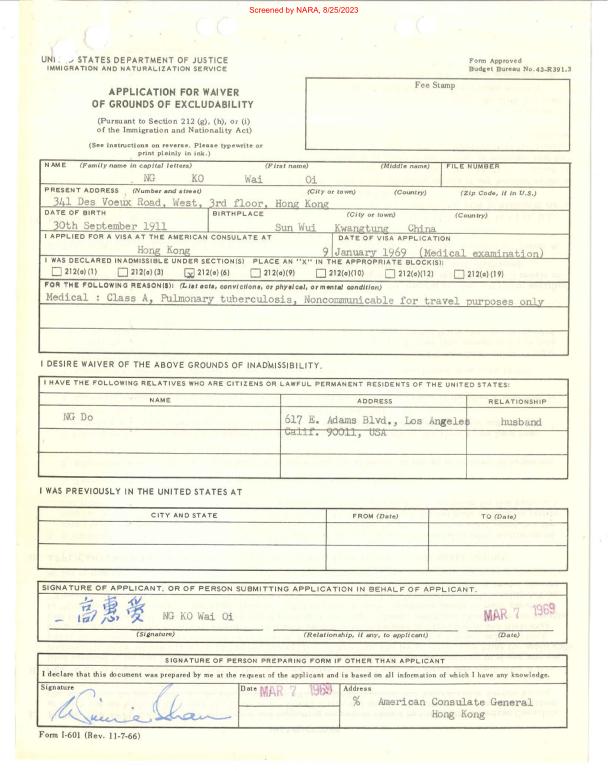 Screened by NARA, 8/25/2023
UNI STATES DEPARTMENT OF JUSTICE
IMMIGRATION AND NATURALIZATION SERVICE
Form Approved
Budget Bureau No. 43-R391.3
APPLICATION FOR WAIVER
OF GROUNDS OF EXCLUDABILITY
Fee Stamp
(Pursuant to Section 212 (g), (h), or (i)
of the Immigration and Nationality Act)
(See instructions on reverse. Please typewrite or
print plainly in ink.)
NAME (Family name in capital letters) (First name) (Middle name) FILE NUMBER
NG KO Wai Oi
PRESENT ADDRESS (Number and street) (City or town) (Country) (Zip Code, if in U.S.)
341 Des Voeux Road, West, 3rd floor, Hong Kong
DATE OF BIRTH BIRTHPLACE (City or town) (Country)
30th September 1911 Sun Wui Kwangtung China
I APPLIED FOR A VISA AT THE AMERICAN CONSULATE AT DATE OF VISA APPLICATION
Hong Kong 9 January 1969 (Medical examination)
I WAS DECLARED INADMISSIBLE UNDER SECTION(S) PLACE AN "X" IN THE APPROPRIATE BLOCK(S):
212(a)(1) 212(a)(3) x 212(a)(6) 212(a)(9) 212(a)(10) 212(a)(12) 212(a)(19)
FOR THE FOLLOWING REASON(S): (List acts, convictions, or physical, or mental condition)
Medical : Class A, Pulmonary tuberculosis, Noncommunicable for travel purposes only
I DESIRE WAIVER OF THE ABOVE GROUNDS OF INADMISSIBILITY.
I HAVE THE FOLLOWING RELATIVES WHO ARE CITIZENS OR LAWFUL PERMANENT RESIDENTS OF THE UNITED STATES:
NAME ADDRESS RELATIONSHIP
NG Do 617 E. Adams Blvd., Los Angeles husband
Calif. 90011, USA
I WAS PREVIOUSLY IN THE UNITED STATES AT
CITY AND STATE FROM (Date) TO (Date)
SIGNATURE OF APPLICANT, OR OF PERSON SUBMITTING APPLICATION IN BEHALF OF APPLICANT.
高惠愛 NG KO Wai Oi MAR 7 1969
(Signature) (Relationship, if any, to applicant) (Date)
SIGNATURE OF PERSON PREPARING FORM IF OTHER THAN APPLICANT
I declare that this document was prepared by me at the request of the applicant and is based on all information of which I have any knowledge.
Signature Date MAR 7 1969 Address
% American Consulate General
Hong Kong
Form I-601 (Rev. 11-7-66)